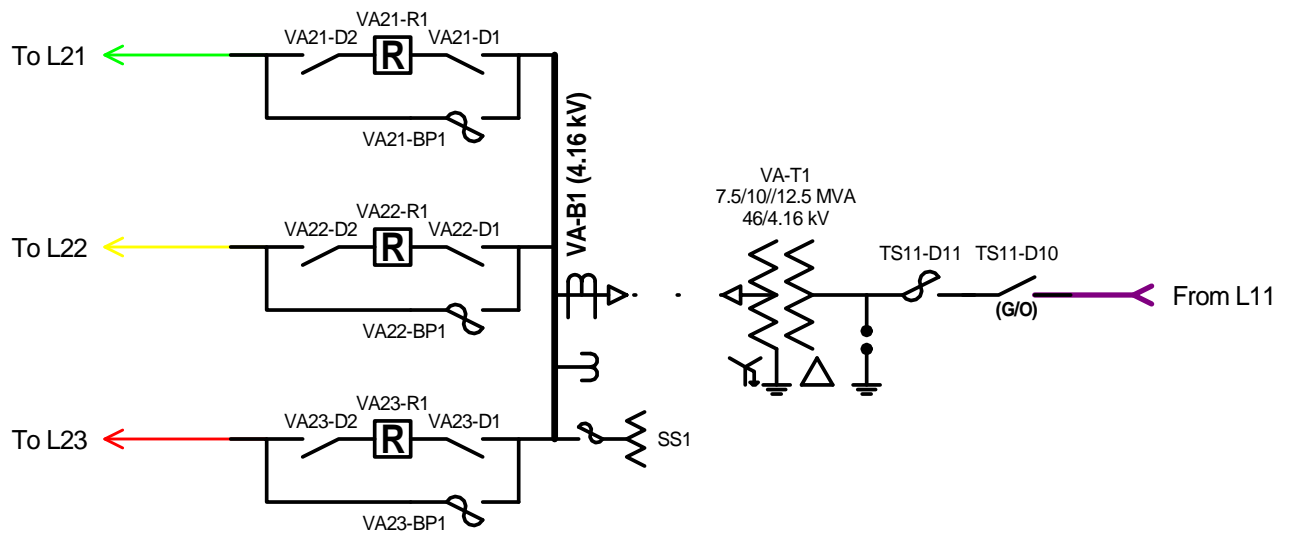 VA21-R1
VA21-D2
VA21-D1
To L21
R
VA21-BP1
VA-B1 (4.16 kV)
VA-T1
7.5/10//12.5 MVA
46/4.16 kV
VA22-R1
VA22-D2
VA22-D1
To L22
R
VA22-BP1
TS11-D11
TS11-D10
(G/O)
From L11
VA23-R1
VA23-D2
VA23-D1
To L23
R
VA23-BP1
SS1